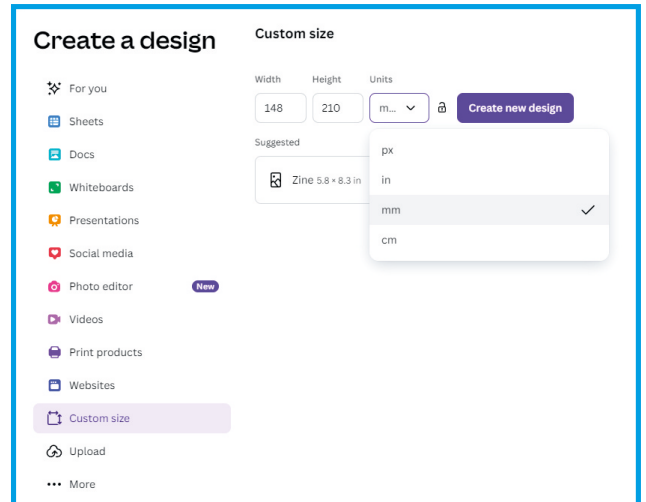 Create a design
For you
Sheets
Docs
Whiteboards
Presentations
Social media
Photo editor New
Videos
Print products
Websites
Custom size
Upload
More
Custom size
Width Height Units
148 210 m... Create new design
Suggested
Zine 5.8 × 8.3 in
px
in
mm
cm